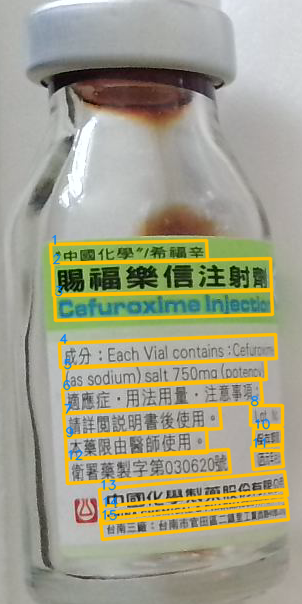 "中國化學"/希福辛
賜福樂信注射劑
Cefuroxime Injectio
成分：Each Vial contains：Cefuroxime
(as sodium) salt 750mg (potency
適應症・用法用量・注意事項
請詳閱說明書後使用。
Lot. No
本藥限由醫師使用。
衛署藥製字第030620號
中國化學製藥股份有限公
台南三廠：台南市官田區二鎮里工業西路